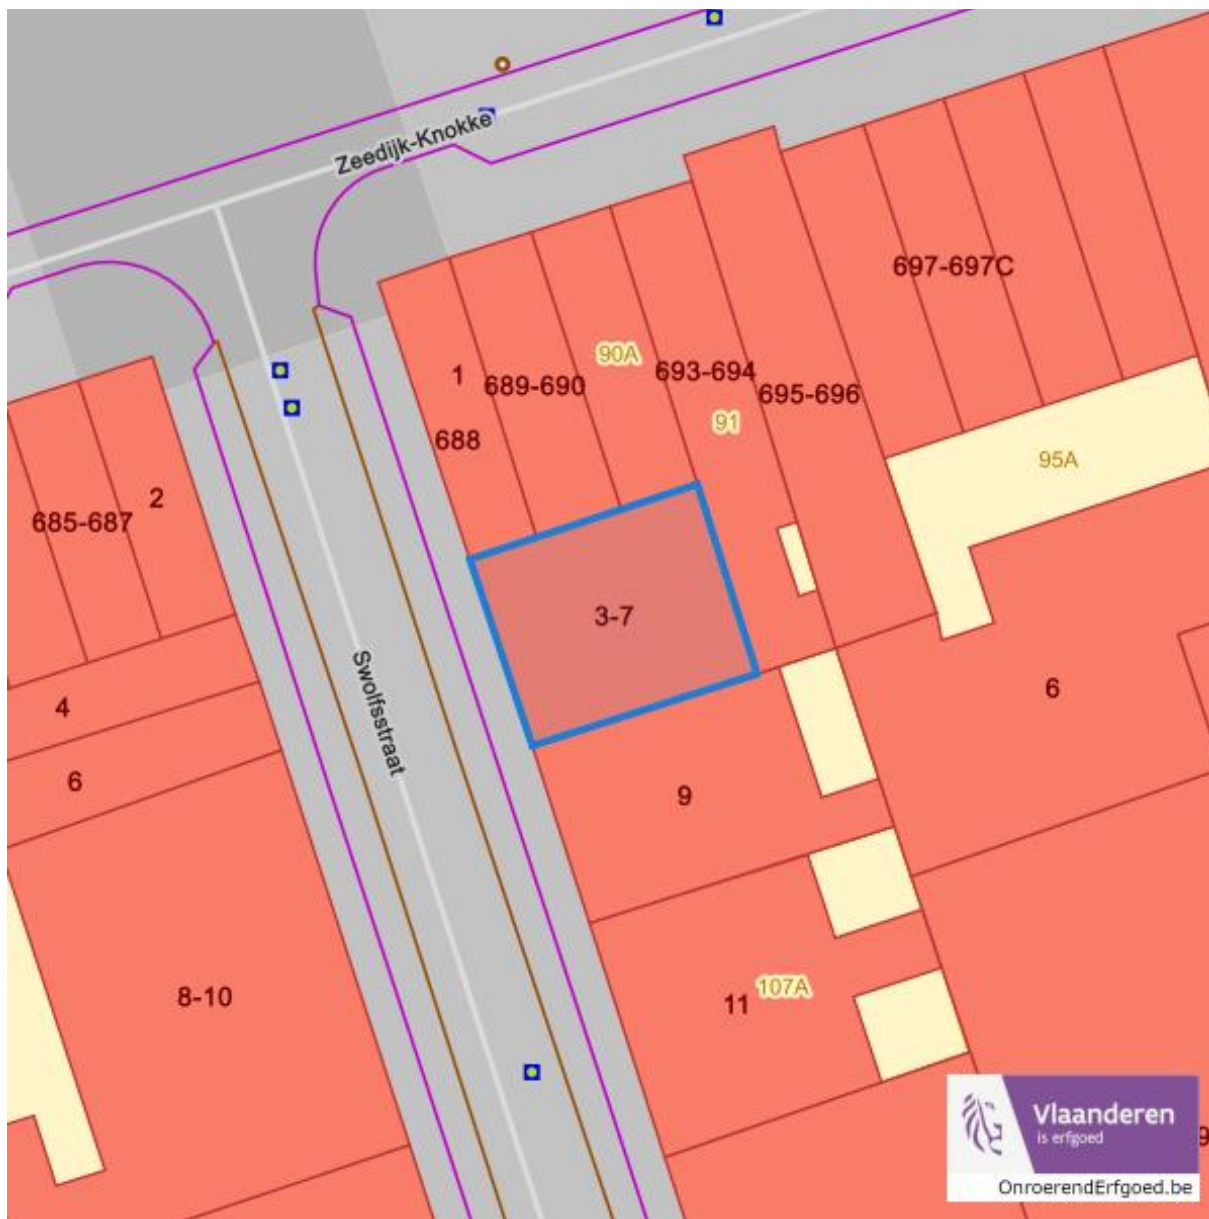 Zeedijk-Knokke
697-697C
90A
693-694
1
689-690
695-696
91
688
95A
2
685-687
3-7
Swolfsstraat
4
6
6
9
8-10
11
107A
Vlaanderen
is erfgoed
9
OnroerendErfgoed.be